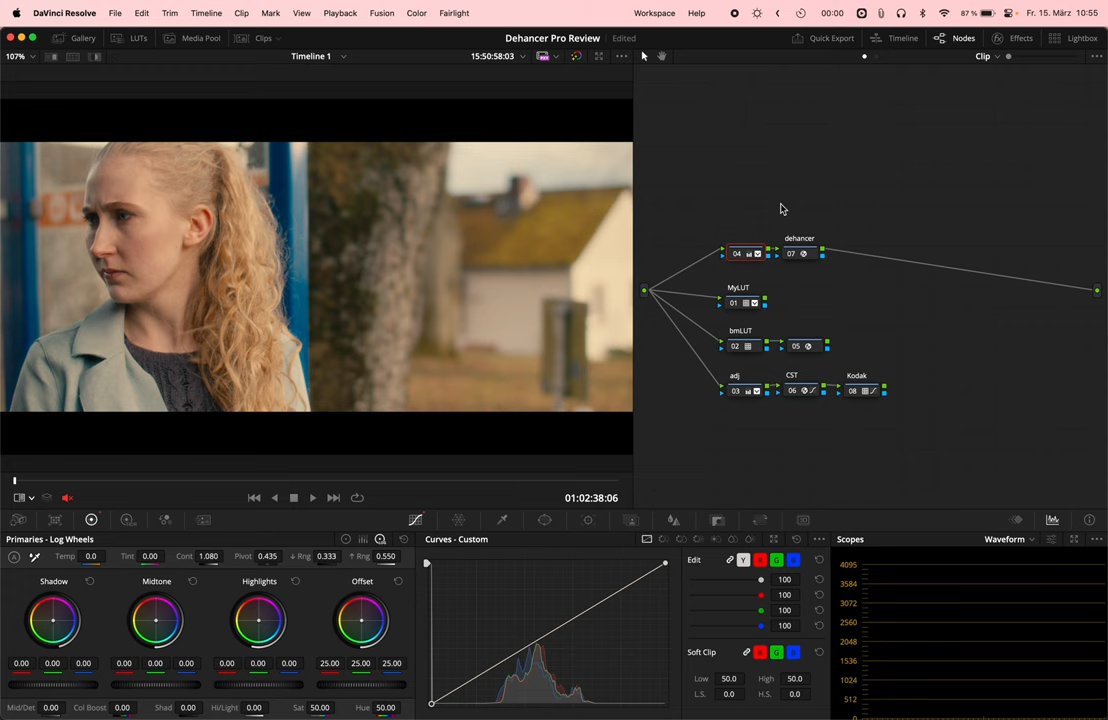 DaVinci Resolve File Edit Trim Timeline Clip Mark View Playback Fusion Color Fairlight Workspace Help 00:00 87 % Fr. 15. März 10:55
Gallery LUTs Media Pool Clips Dehancer Pro Review Edited Quick Export Timeline Nodes Effects Lightbox
107% Timeline 1 15:50:58:03 Clip
dehancer
04 07
MyLUT
01
bmLUT
02 05
adj CST Kodak
03 06 08
01:02:38:06
Primaries - Log Wheels Curves - Custom Scopes Waveform
Temp 0.0 Tint 0.00 Cont 1.080 Pivot 0.435 ↓ Rng 0.333 ↑ Rng 0.550 Edit Y R G B
Shadow Midtone Highlights Offset
100
100
100
100
Soft Clip R G B
0.00 0.00 0.00 0.00 0.00 0.00 0.00 0.00 0.00 25.00 25.00 25.00
Low 50.0 High 50.0
L.S. 0.0 H.S. 0.0
Mid/Det 0.00 Col Boost 0.00 Shad 0.00 Hi/Light 0.00 Sat 50.00 Hue 50.00
4095
3584
3072
2560
2048
1536
1024
512
0